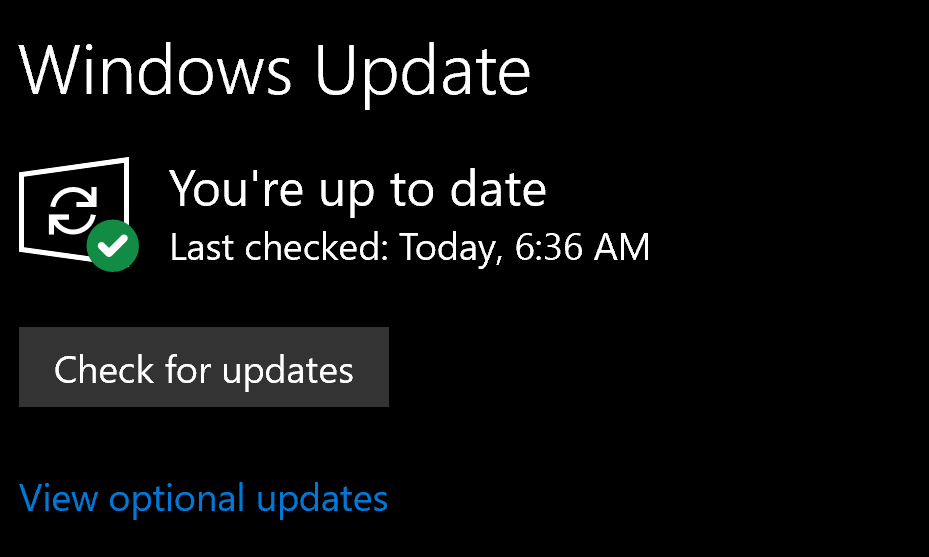 Windows Update
You're up to date
Last checked: Today, 6:36 AM
Check for updates
View optional updates